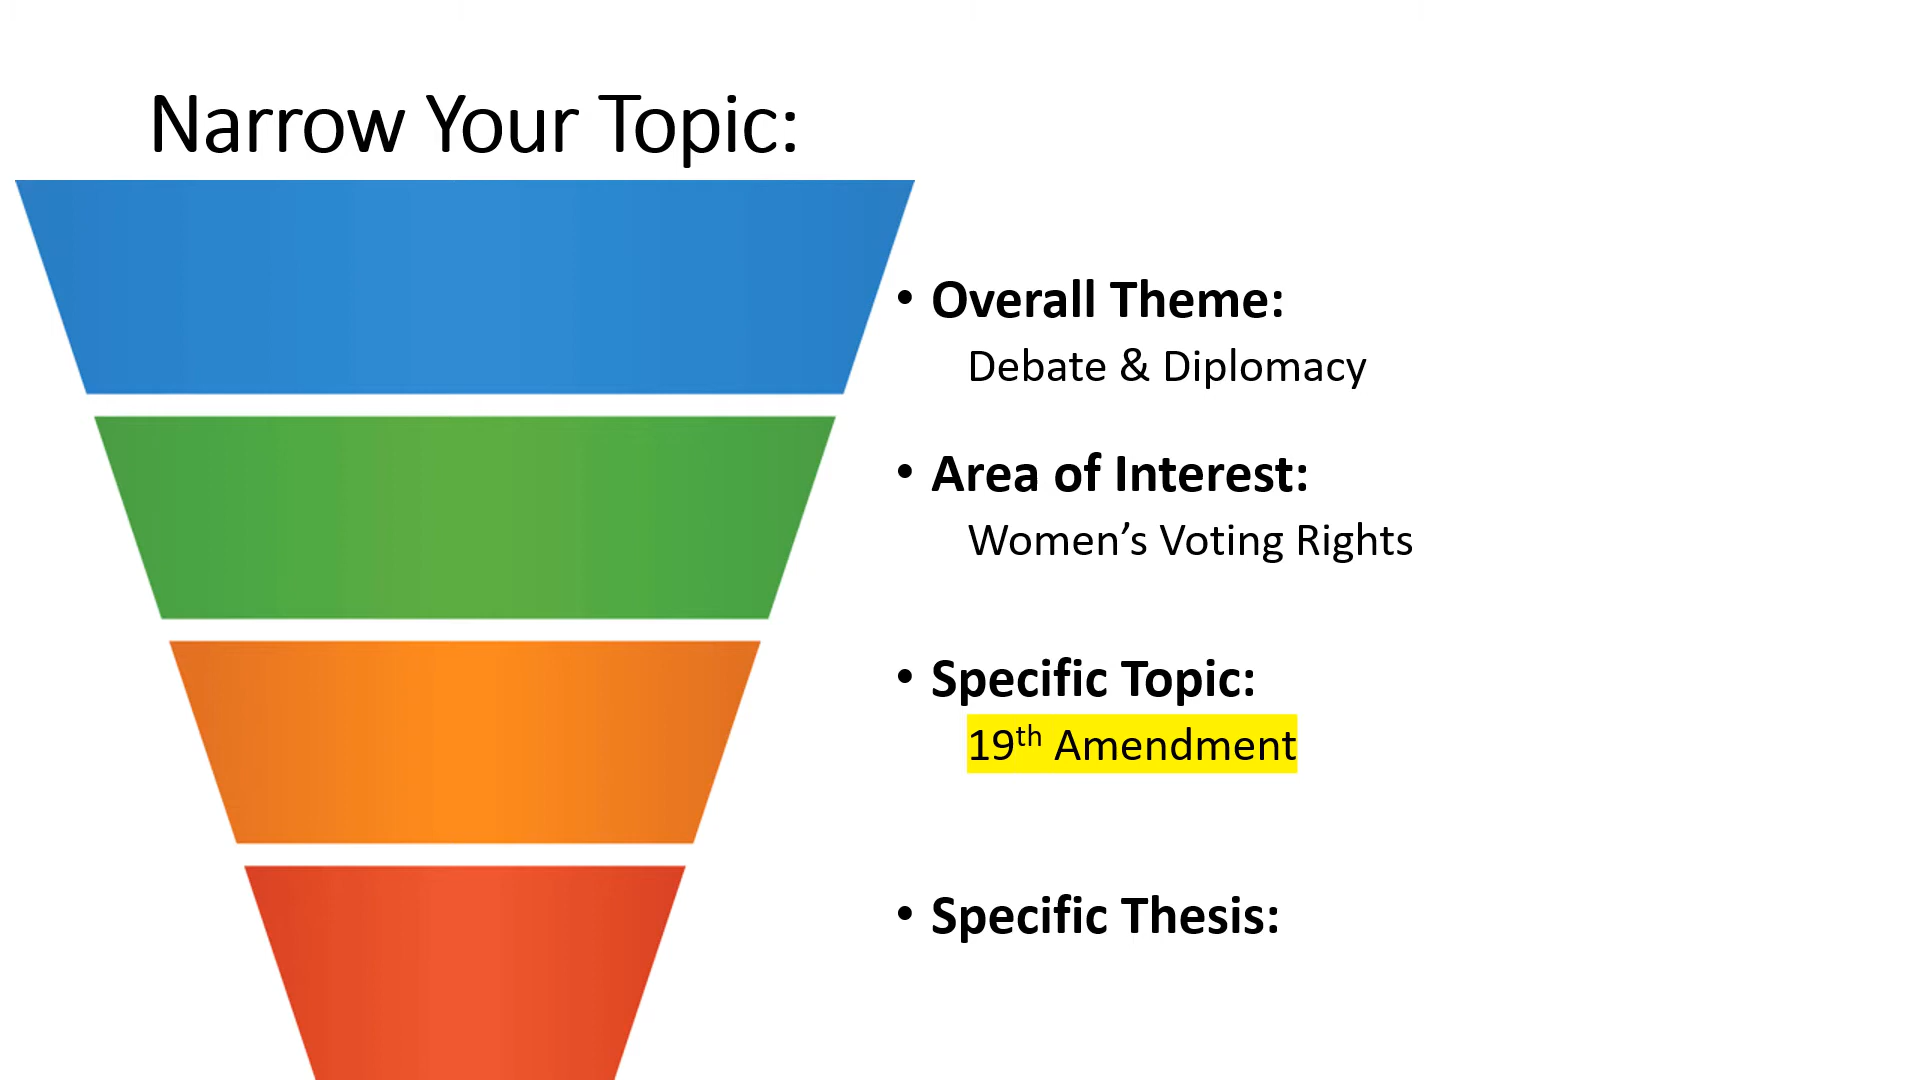 Narrow Your Topic:
• Overall Theme:
Debate & Diplomacy
• Area of Interest:
Women’s Voting Rights
• Specific Topic:
19th Amendment
• Specific Thesis: